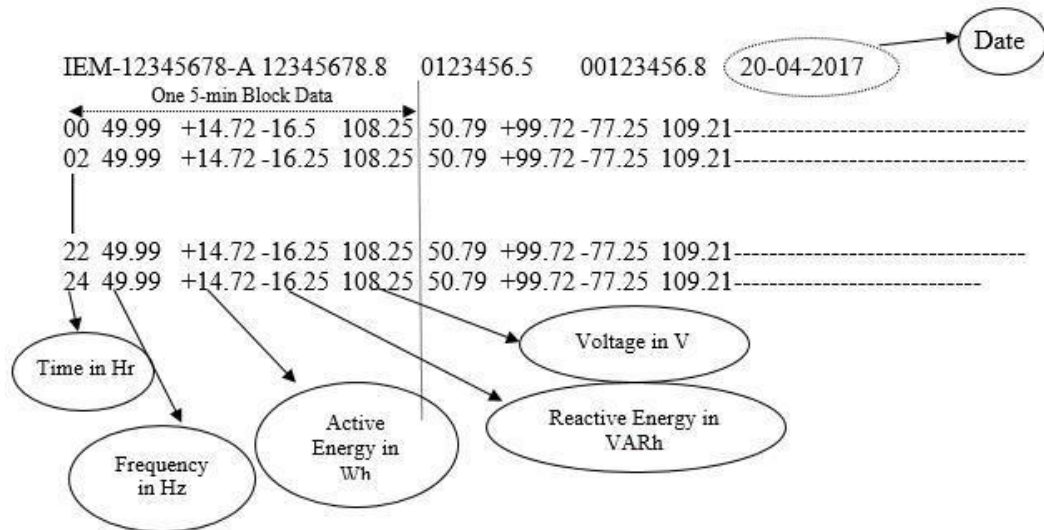 Date
IEM-12345678-A 12345678.8 0123456.5 00123456.8 20-04-2017
One 5-min Block Data
00 49.99 +14.72 -16.5 108.25 50.79 +99.72 -77.25 109.21------------------------------
02 49.99 +14.72 -16.25 108.25 50.79 +99.72 -77.25 109.21------------------------------
22 49.99 +14.72 -16.25 108.25 50.79 +99.72 -77.25 109.21------------------------------
24 49.99 +14.72 -16.25 108.25 50.79 +99.72 -77.25 109.21-------------------------
Time in Hr
Frequency
in Hz
Active
Energy in
Wh
Voltage in V
Reactive Energy in
VARh